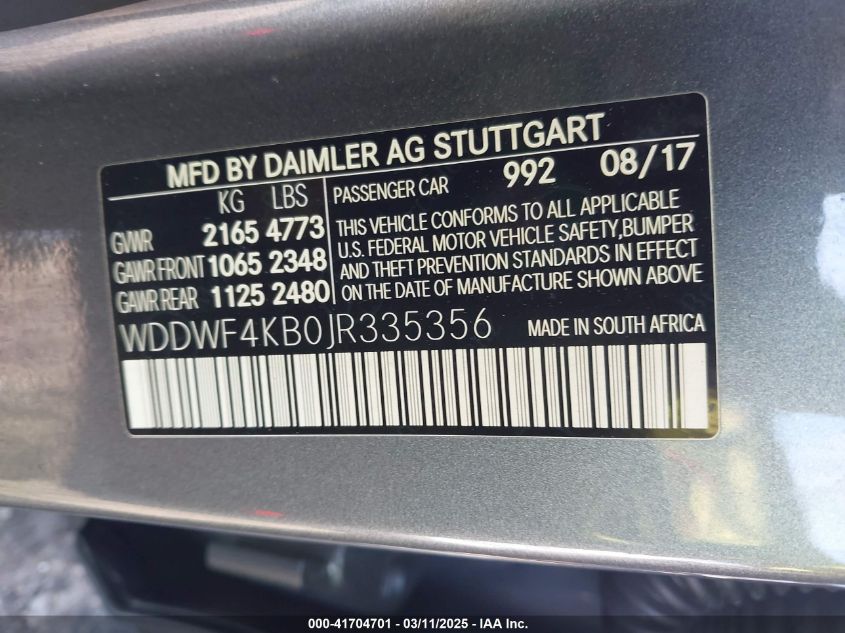 MFD BY DAIMLER AG STUTTGART
KG LBS PASSENGER CAR 992 08/17
GVWR 2165 4773
GAWR FRONT 1065 2348
GAWR REAR 1125 2480
THIS VEHICLE CONFORMS TO ALL APPLICABLE
U.S. FEDERAL MOTOR VEHICLE SAFETY,BUMPER
AND THEFT PREVENTION STANDARDS IN EFFECT
ON THE DATE OF MANUFACTURE SHOWN ABOVE
WDDWF4KB0JR335356 MADE IN SOUTH AFRICA
000-41704701 - 03/11/2025 - IAA Inc.